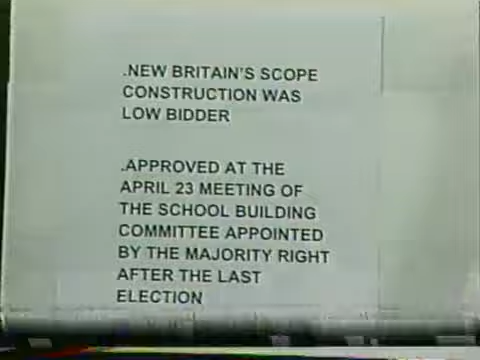 .NEW BRITAIN'S SCOPE
CONSTRUCTION WAS
LOW BIDDER
.APPROVED AT THE
APRIL 23 MEETING OF
THE SCHOOL BUILDING
COMMITTEE APPOINTED
BY THE MAJORITY RIGHT
AFTER THE LAST
ELECTION